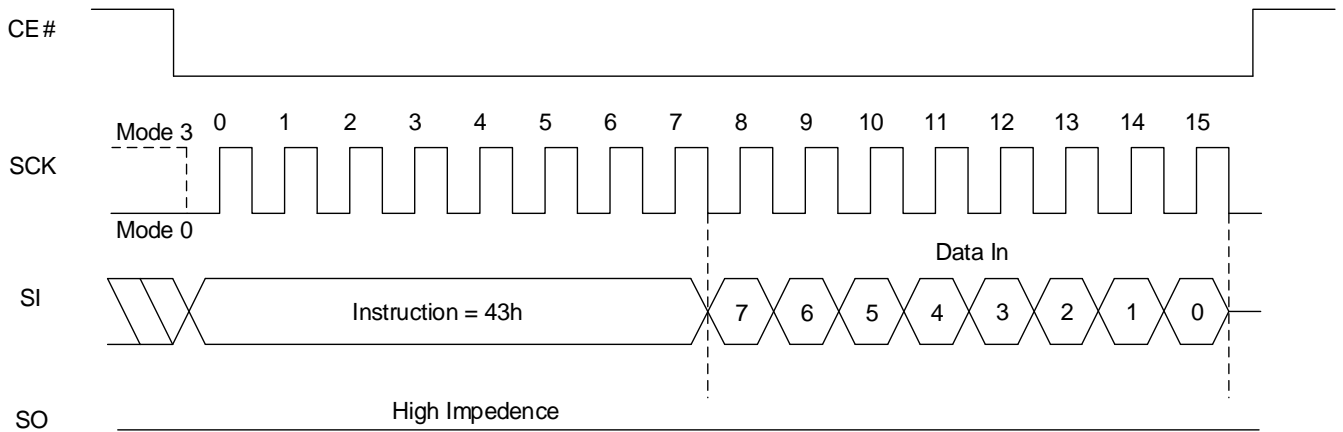 CE#
Mode 3
0 1 2 3 4 5 6 7 8 9 10 11 12 13 14 15
SCK
Mode 0
Data In
SI
Instruction = 43h
7 6 5 4 3 2 1 0
High Impedence
SO